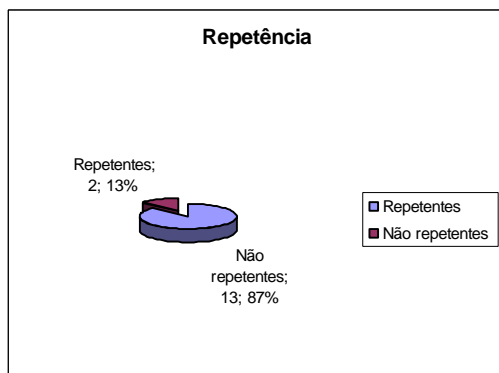 Repetência
Repetentes;
2; 13%
Repetentes
Não repetentes
Não
repetentes;
13; 87%